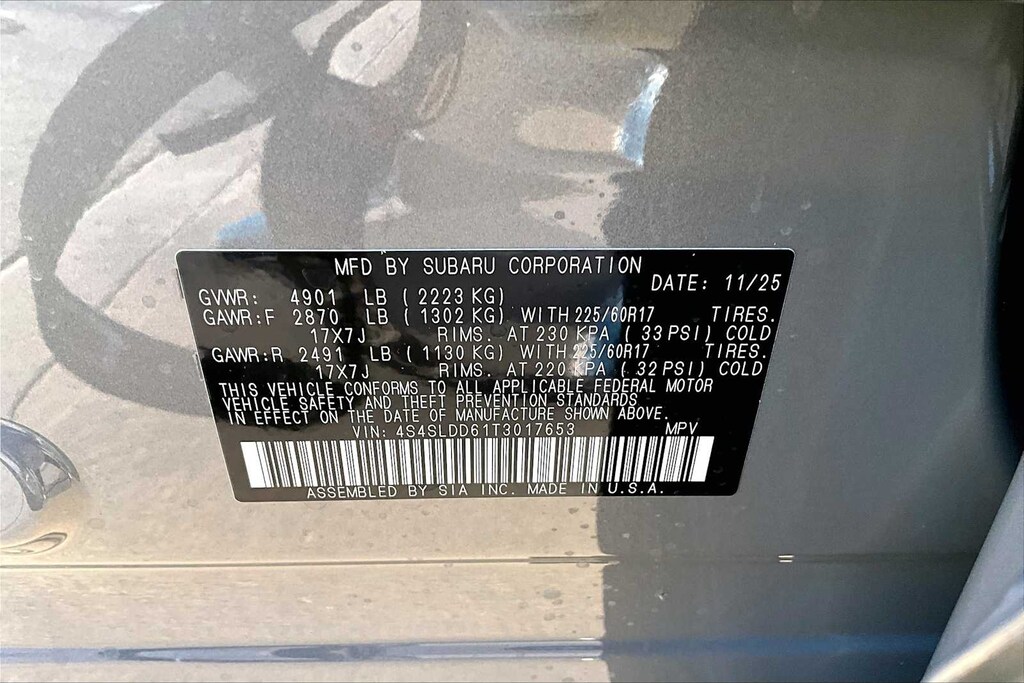 MFD BY SUBARU CORPORATION
DATE: 11/25
GVWR: 4901 LB ( 2223 KG)
GAWR:F 2870 LB ( 1302 KG) WITH 225/60R17 TIRES.
17X7J RIMS. AT 230 KPA ( 33 PSI) COLD
GAWR:R 2491 LB ( 1130 KG) WITH 225/60R17 TIRES.
17X7J RIMS. AT 220 KPA ( 32 PSI) COLD
THIS VEHICLE CONFORMS TO ALL APPLICABLE FEDERAL MOTOR
VEHICLE SAFETY AND THEFT PREVENTION STANDARDS
IN EFFECT ON THE DATE OF MANUFACTURE SHOWN ABOVE.
VIN: 4S4SLDD61T3017653 MPV
ASSEMBLED BY SIA INC. MADE IN U.S.A.